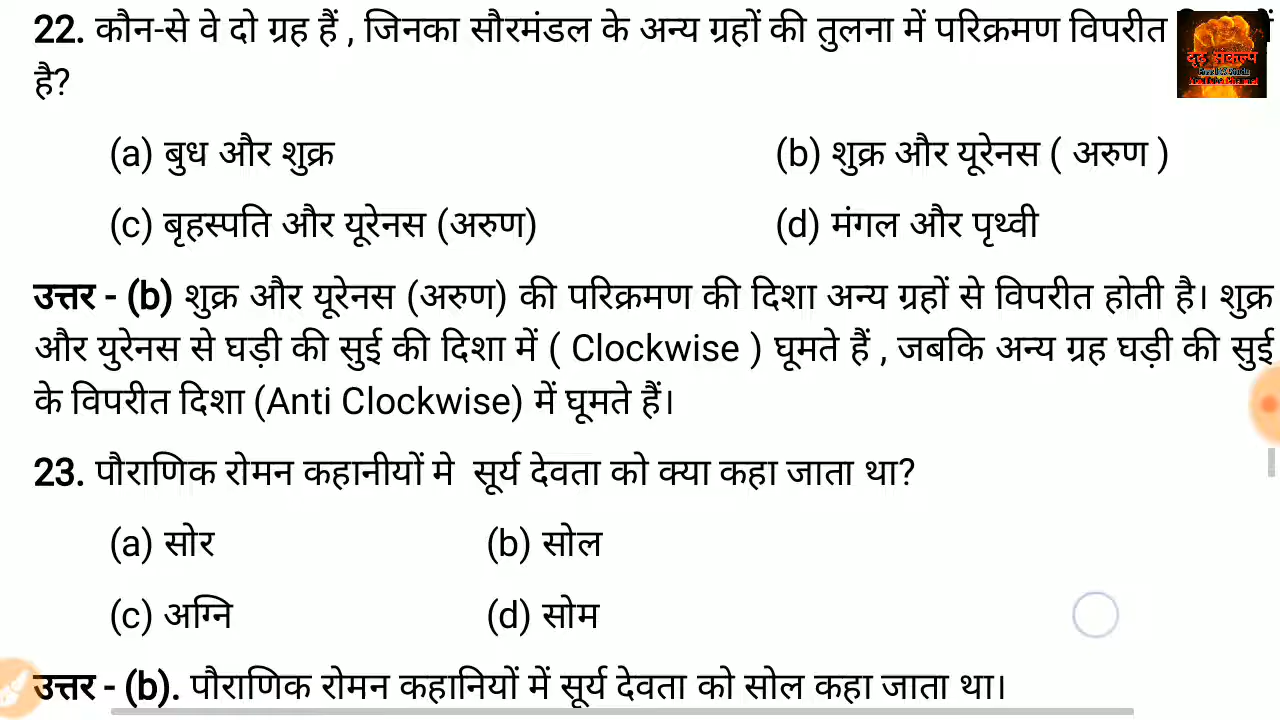 22. कौन-से वे दो ग्रह हैं , जिनका सौरमंडल के अन्य ग्रहों की तुलना में परिक्रमण विपरीत
दृढ़ संकल्प
है?
(a) बुध और शुक्र (b) शुक्र और यूरेनस ( अरुण )
(c) बृहस्पति और यूरेनस (अरुण) (d) मंगल और पृथ्वी
उत्तर - (b) शुक्र और यूरेनस (अरुण) की परिक्रमण की दिशा अन्य ग्रहों से विपरीत होती है। शुक्र
और युरेनस से घड़ी की सुई की दिशा में ( Clockwise ) घूमते हैं , जबकि अन्य ग्रह घड़ी की सुई
के विपरीत दिशा (Anti Clockwise) में घूमते हैं।
23. पौराणिक रोमन कहानीयों मे सूर्य देवता को क्या कहा जाता था?
(a) सोर (b) सोल
(c) अग्नि (d) सोम
उत्तर - (b). पौराणिक रोमन कहानियों में सूर्य देवता को सोल कहा जाता था।